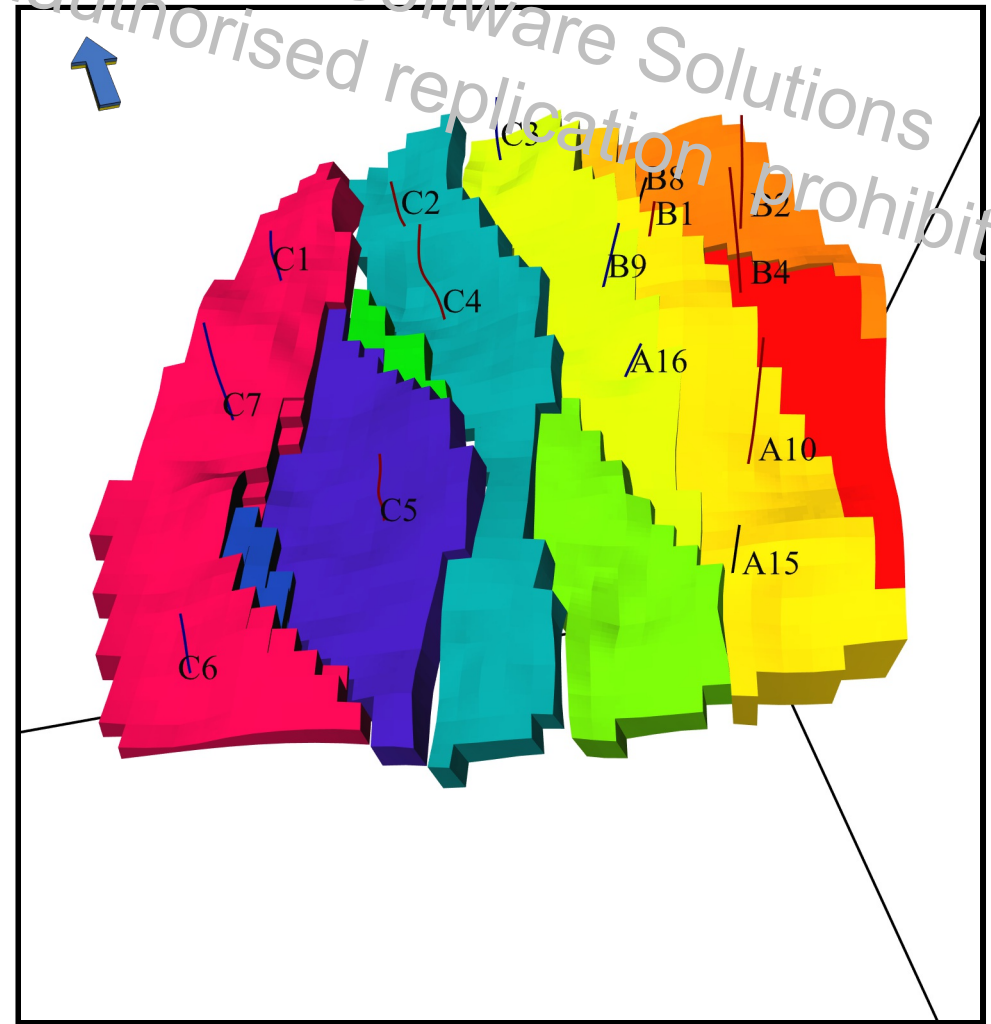 Software Solutions
authorised replication prohibit
C3
B8
C2
B2
B1
C1
B9
B4
C4
A16
C7
A10
C5
A15
C6